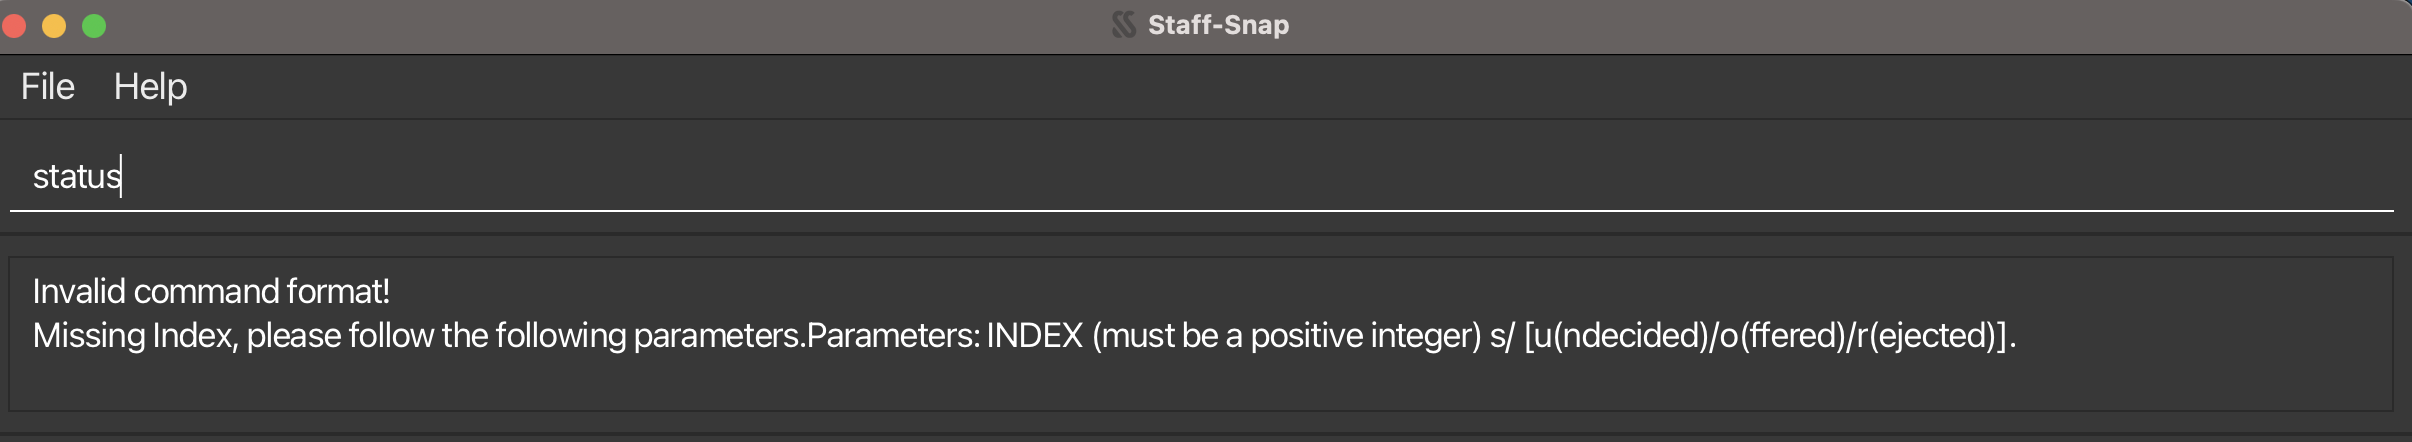 Staff-Snap
File Help
status
Invalid command format!
Missing Index, please follow the following parameters.Parameters: INDEX (must be a positive integer) s/ [u(ndecided)/o(ffered)/r(ejected)].